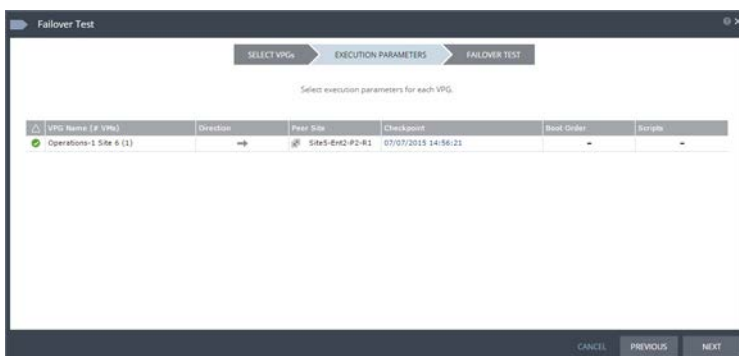 Failover Test
SELECT VPGs
EXECUTION PARAMETERS
FAILOVER TEST
Select execution parameters for each VPG.
VPG Name (# VMs) Direction Peer Site Checkpoint Boot Order Scripts
Operations-1 Site 6 (1) Site5-Ent2-P2-R1 07/07/2015 14:56:21 - -
CANCEL PREVIOUS NEXT